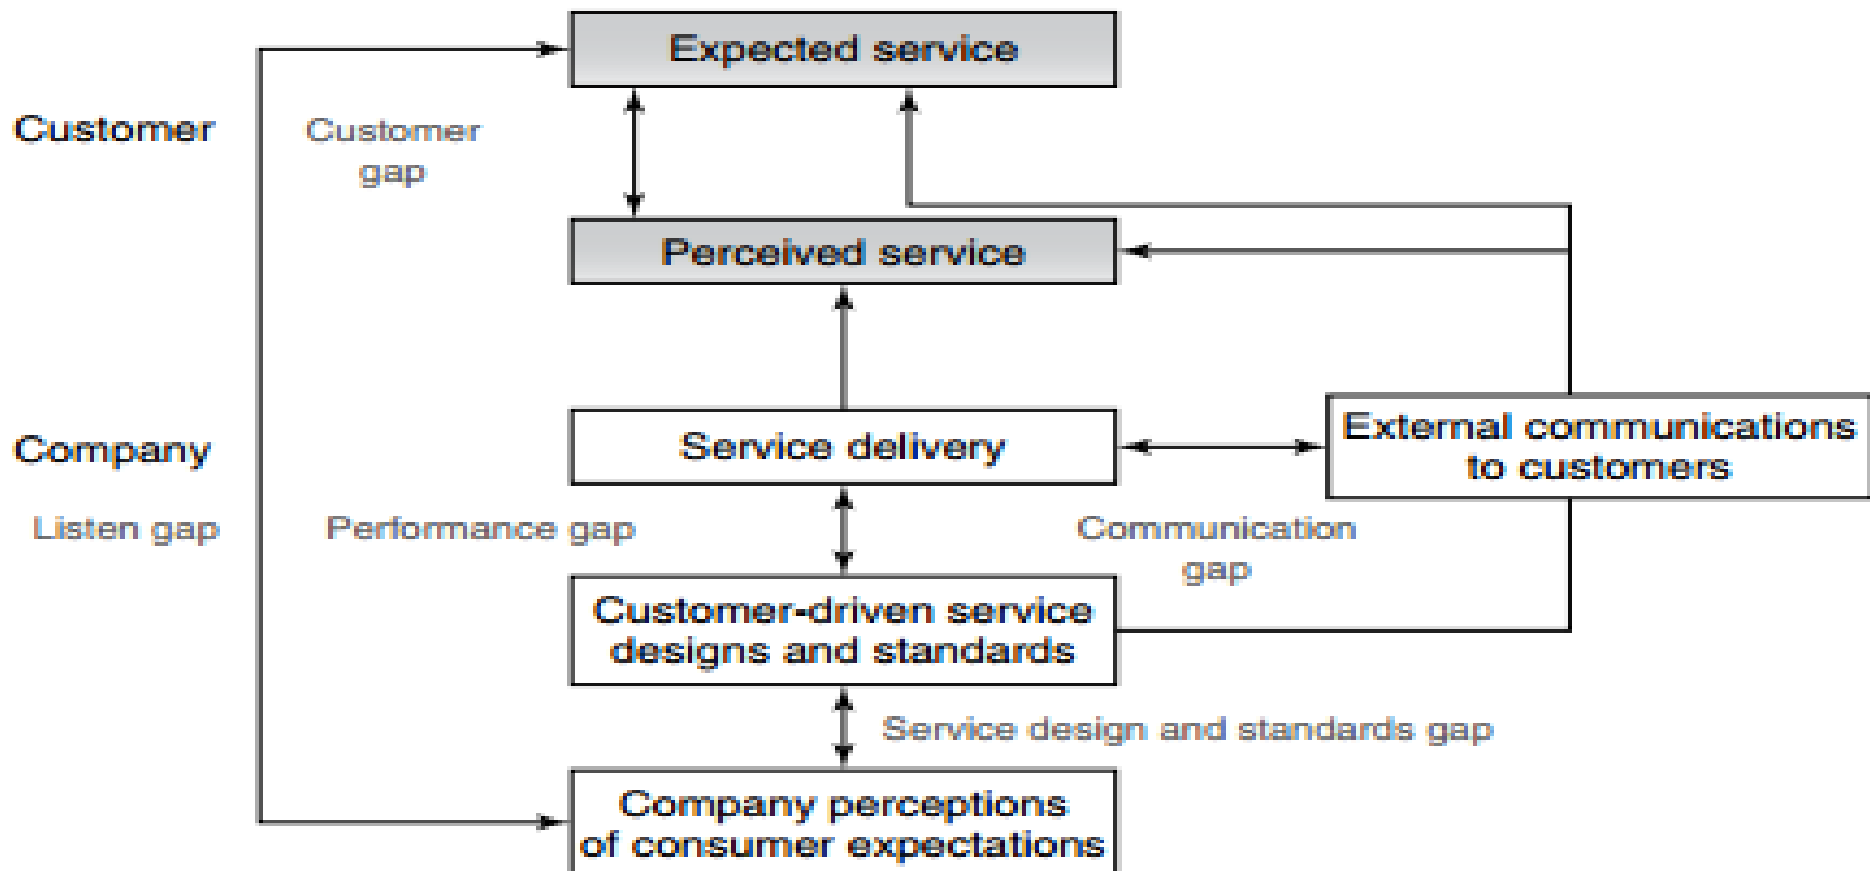 Expected service
Customer
Customer
gap
Perceived service
Company
Service delivery
External communications
to customers
Listen gap
Performance gap
Communication
gap
Customer-driven service
designs and standards
Service design and standards gap
Company perceptions
of consumer expectations